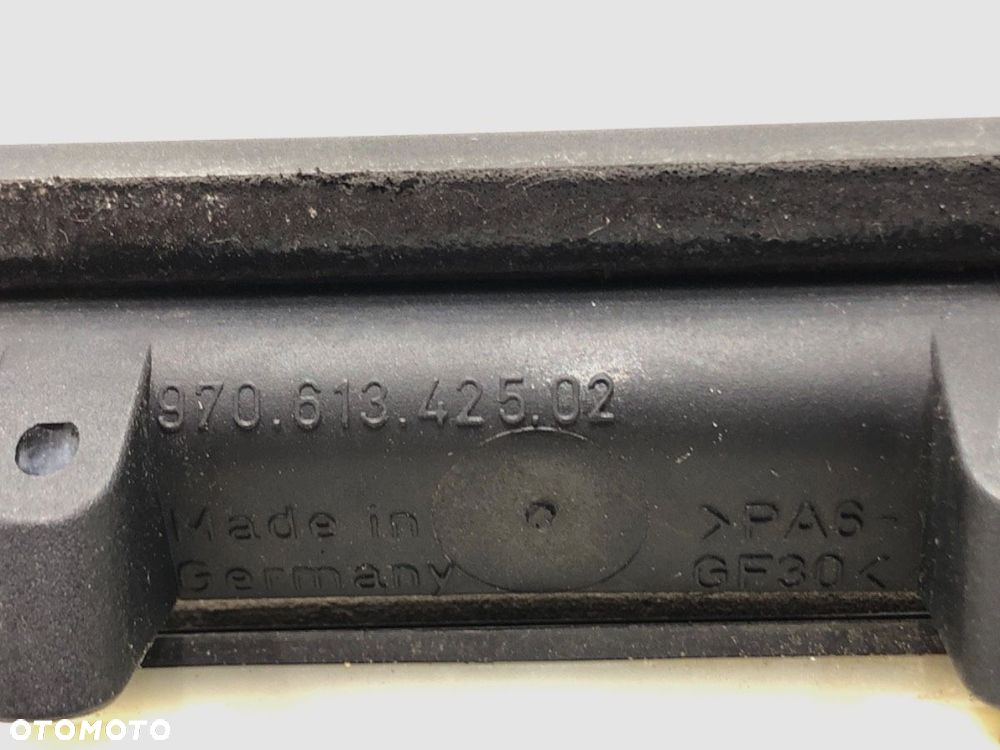 970.613.425.02
Made in
Germany
>PA6-
GF30<
OTOMOTO